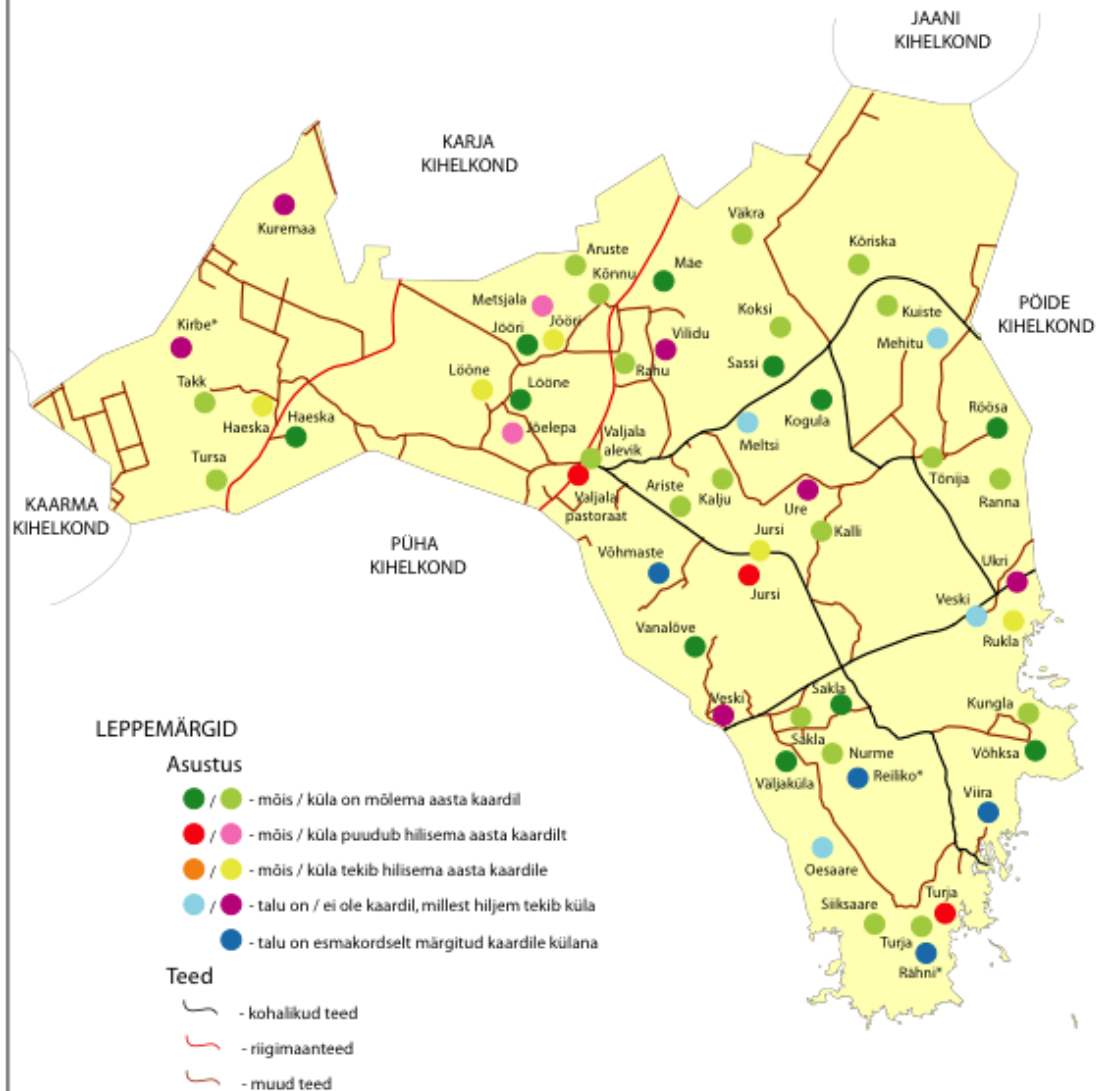 JAANI
KIHELKOND
KARJA
KIHELKOND
Kuremaa
Väkra
Aruste
Kõriska
Kõnnu
Mäe
Metsjala
PÖIDE
KIHELKOND
Kuiste
Koksi
Jööri
Jööri
Kirbe*
Vilidu
Mehitu
Rahu
Sassi
Takk
Lööne
Lööne
Röösa
Haeska
Haeska
Kogula
Jõelepa
Valjala
alevik
Meltsi
Tursa
Tõnija
Ariste
Kalju
Ranna
KAARMA
KIHELKOND
Valjala
pastoraat
Ure
Jursi
Kalli
PÜHA
KIHELKOND
Võhmaste
Ukri
Jursi
Veski
Vanalõve
Rukla
Veski
Sakla
Kungla
LEPPEMÄRGID
Sakla
Nurme
Võhksa
Asustus
Väljaküla
Reiliko*
Viira
/ - mõis / küla on mõlema aasta kaardil
/ - mõis / küla puudub hilisema aasta kaardilt
/ - mõis / küla tekib hilisema aasta kaardile
Oesaare
Turja
/ - talu on / ei ole kaardil, millest hiljem tekib küla
Siiksaare
- talu on esmakordselt märgitud kaardile külana
Turja
Rähni*
Teed
- kohalikud teed
- riigimaanteed
- muud teed